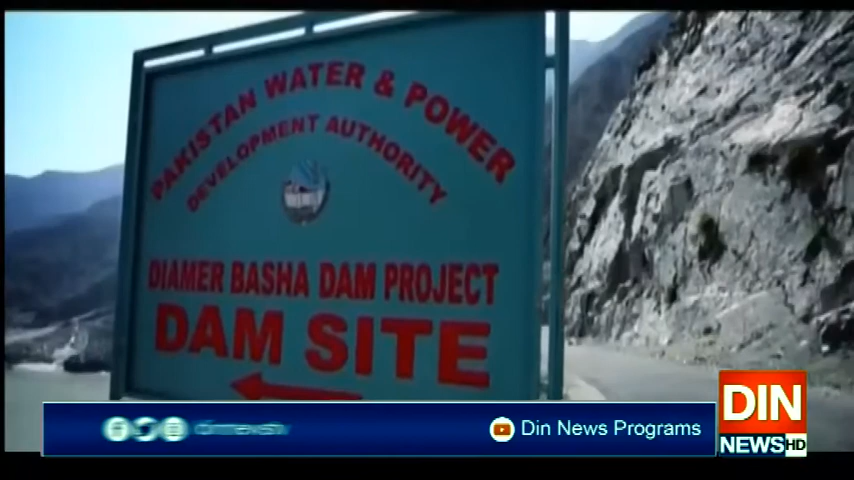 PAKISTAN WATER & POWER
DEVELOPMENT AUTHORITY
DIAMER BASHA DAM PROJECT
DAM SITE
Din News Programs
DIN
NEWS HD